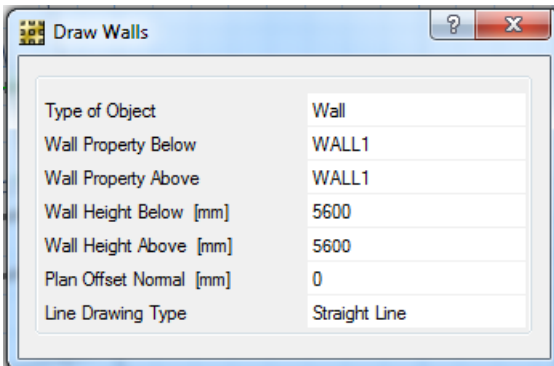 Draw Walls
Type of Object Wall
Wall Property Below WALL1
Wall Property Above WALL1
Wall Height Below [mm] 5600
Wall Height Above [mm] 5600
Plan Offset Normal [mm] 0
Line Drawing Type Straight Line